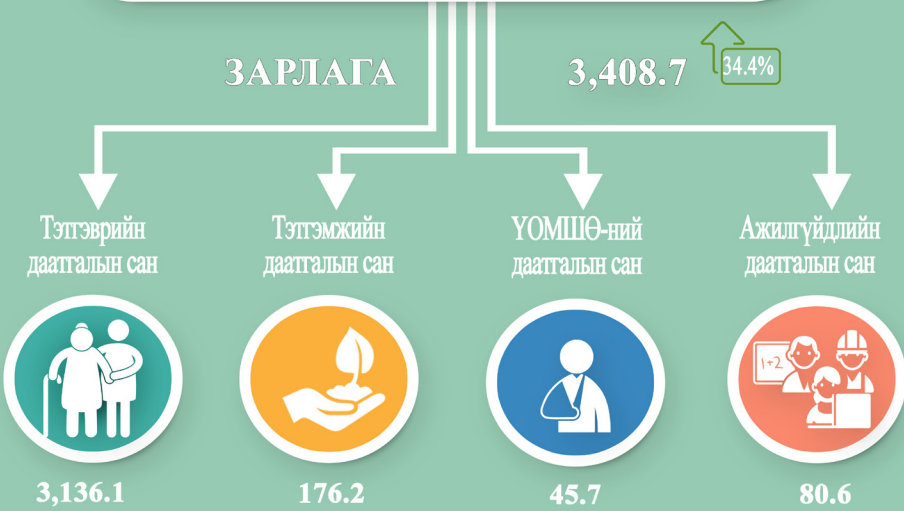 ЗАРЛАГА 3,408.7 34.4%
Тэтгэврийн
даатгалын сан
Тэтгэмжийн
даатгалын сан
ҮОМШӨ-ний
даатгалын сан
Ажилгүйдлийн
даатгалын сан
1+2
3,136.1
176.2
45.7
80.6